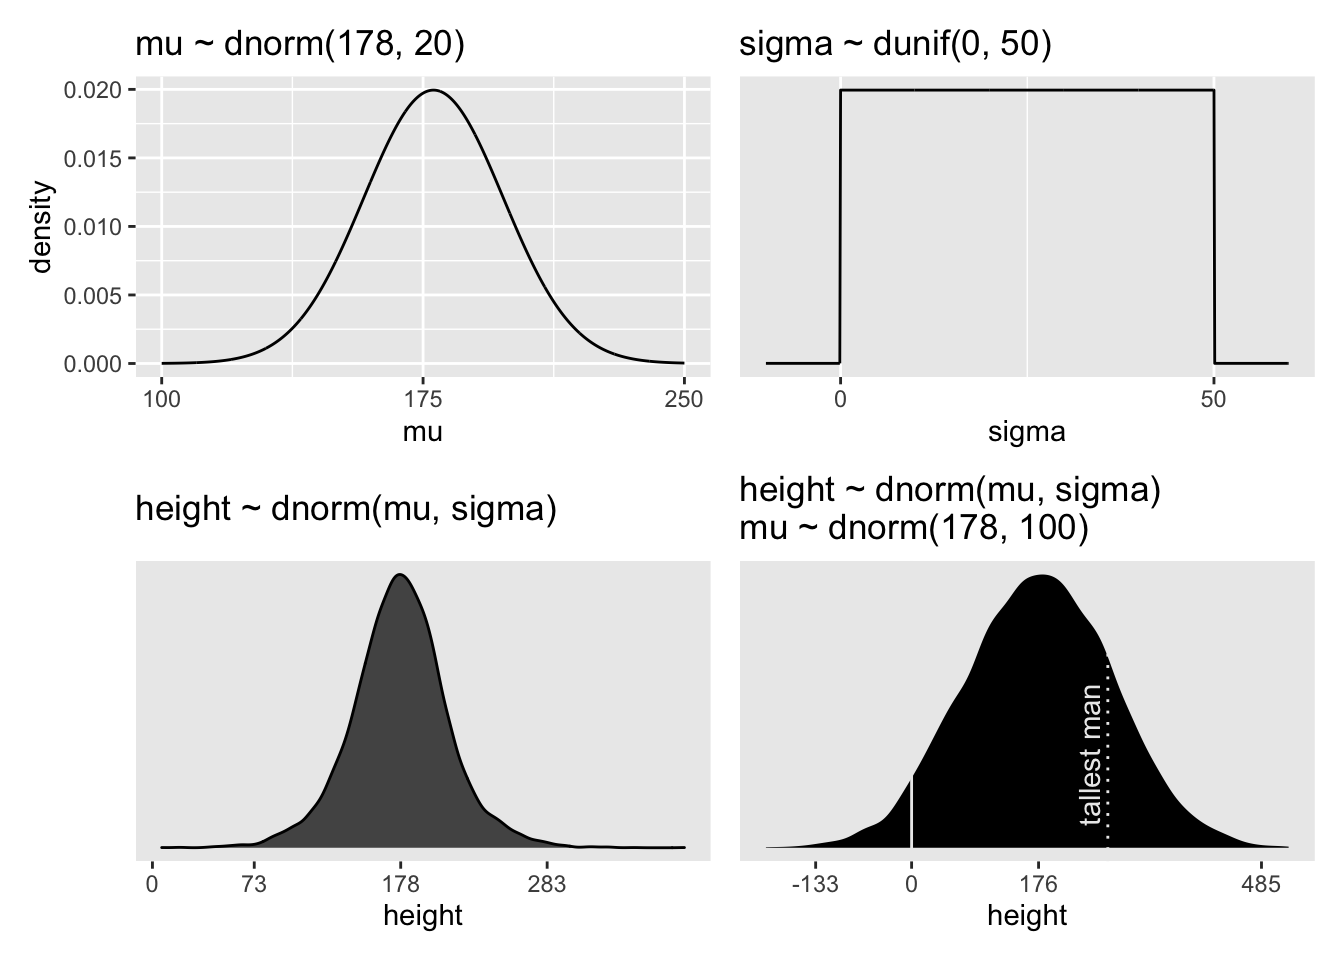 mu ~ dnorm(178, 20)
sigma ~ dunif(0, 50)
density
0.020
0.015
0.010
0.005
0.000
100 175 250
mu
0 50
sigma
height ~ dnorm(mu, sigma)
height ~ dnorm(mu, sigma)
mu ~ dnorm(178, 100)
tallest man
0 73 178 283
height
-133 0 176 485
height